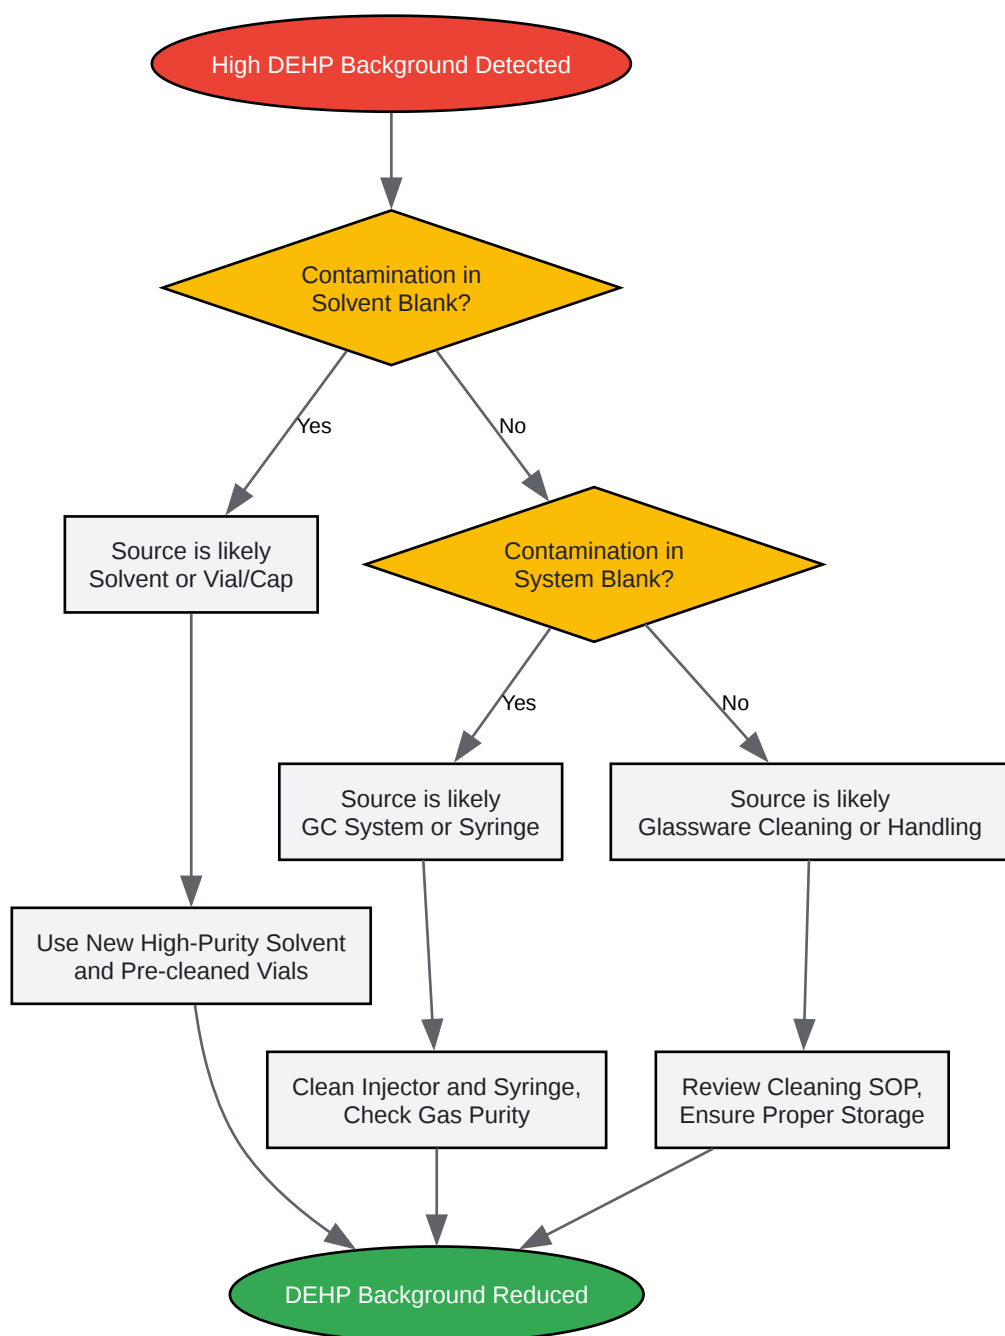 High DEHP Background Detected
Contamination in
Solvent Blank?
Yes
No
Source is likely
Solvent or Vial/Cap
Contamination in
System Blank?
Yes
No
Source is likely
GC System or Syringe
Source is likely
Glassware Cleaning or Handling
Use New High-Purity Solvent
and Pre-cleaned Vials
Clean Injector and Syringe,
Check Gas Purity
Review Cleaning SOP,
Ensure Proper Storage
DEHP Background Reduced